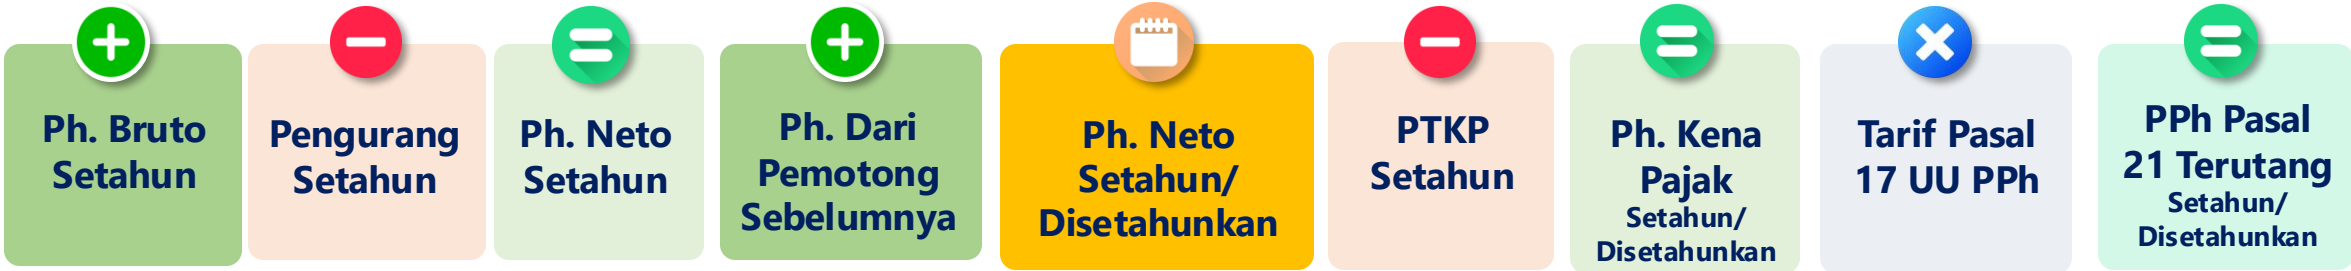 Ph. Bruto
Setahun
Pengurang
Setahun
Ph. Neto
Setahun
Ph. Dari
Pemotong
Sebelumnya
Ph. Neto
Setahun/
Disetahunkan
PTKP
Setahun
Ph. Kena
Pajak
Setahun/
Disetahunkan
Tarif Pasal
17 UU PPh
PPh Pasal
21 Terutang
Setahun/
Disetahunkan